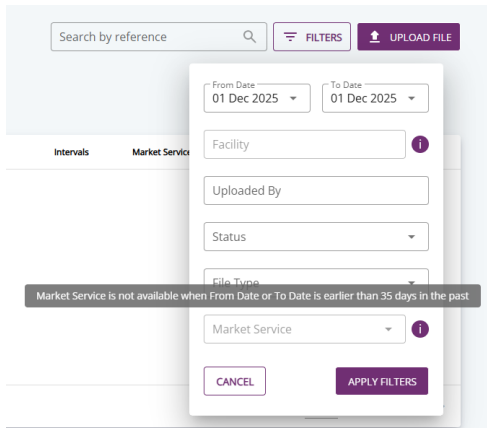 Search by reference
FILTERS
UPLOAD FILE
From Date
To Date
01 Dec 2025
01 Dec 2025
Intervals
Market Service
Facility
i
Uploaded By
Status
File Type
Market Service is not available when From Date or To Date is earlier than 35 days in the past
Market Service
i
CANCEL
APPLY FILTERS